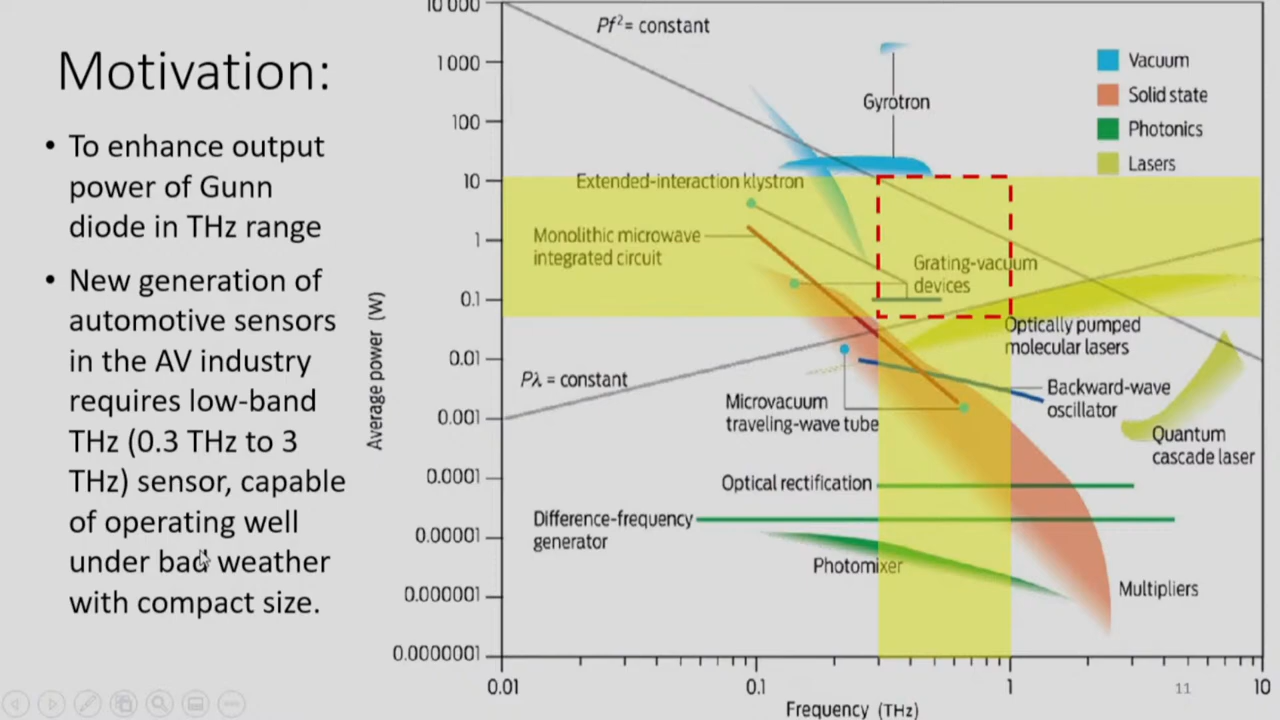 Motivation:
• To enhance output
power of Gunn
diode in THz range
• New generation of
automotive sensors
in the AV industry
requires low-band
THz (0.3 THz to 3
THz) sensor, capable
of operating well
under bad weather
with compact size.
10 000
1 000
100
10
1
0.1
0.01
0.001
0.0001
0.00001
0.000001
0.0000001
Average power (W)
Pf²= constant
Gyrotron
Vacuum
Solid state
Photonics
Lasers
Extended-interaction klystron
Monolithic microwave
integrated circuit
Grating-vacuum
devices
Optically pumped
molecular lasers
Pλ = constant
Microvacuum
traveling-wave tube
Backward-wave
oscillator
Quantum
cascade laser
Optical rectification
Difference-frequency
generator
Photomixer
Multipliers
0.01
0.1
1
10
11
Frequency (THz)